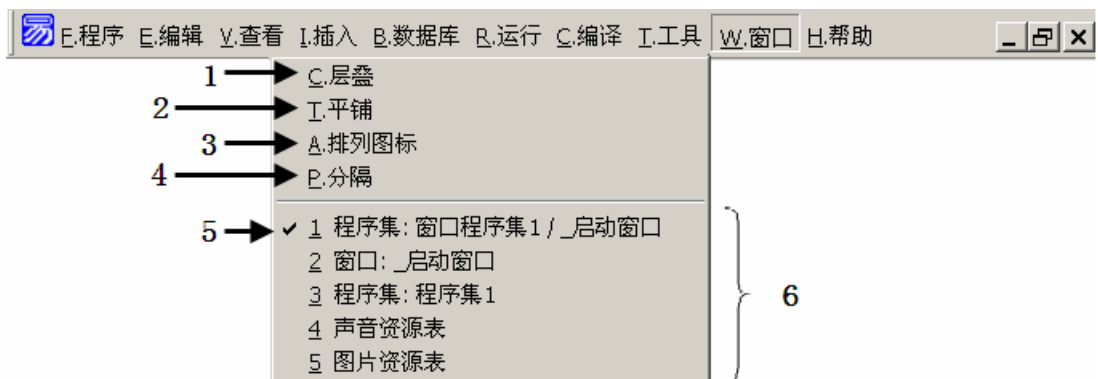 易 F.程序 E.编辑 V.查看 I.插入 B.数据库 R.运行 C.编译 T.工具 W.窗口 H.帮助
1 C.层叠
2 T.平铺
3 A.排列图标
4 P.分隔
5 ✓ 1 程序集: 窗口程序集1 / _启动窗口
2 窗口: _启动窗口
3 程序集: 程序集1
6
4 声音资源表
5 图片资源表